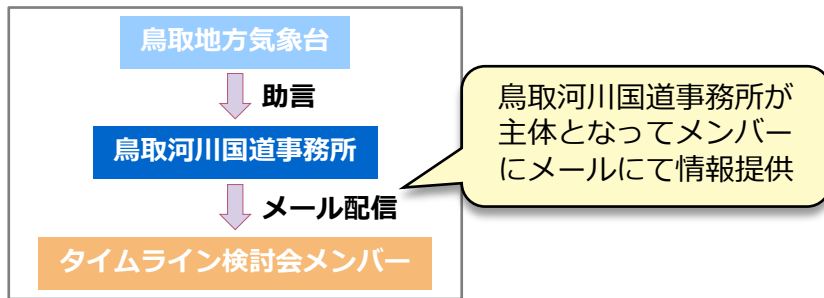 鳥取地方気象台
助言
鳥取河川国道事務所
メール配信
タイムライン検討会メンバー
鳥取河川国道事務所が
主体となってメンバー
にメールにて情報提供